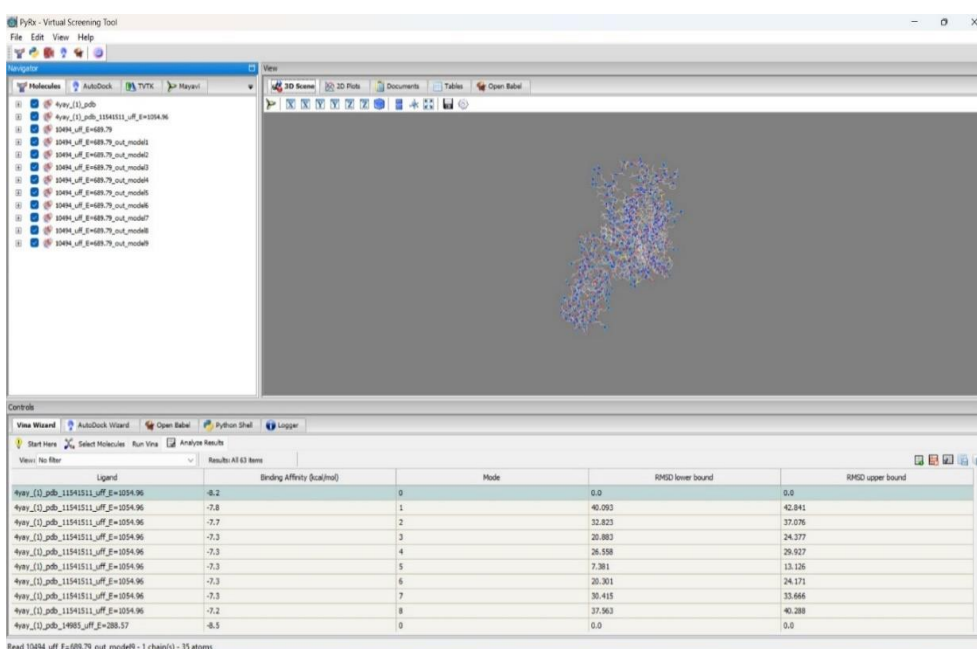 PyRx - Virtual Screening Tool
File Edit View Help
Navigator
View
Molecules AutoDock TVTK Mayavi
3D Scene 2D Plots Documents Tables Open Babel
4yay_(1)_pdb
4yay_(1)_pdb_11541511_uff_E=1054.96
10494_uff_E=689.79
10494_uff_E=689.79_out_model1
10494_uff_E=689.79_out_model2
10494_uff_E=689.79_out_model3
10494_uff_E=689.79_out_model4
10494_uff_E=689.79_out_model5
10494_uff_E=689.79_out_model6
10494_uff_E=689.79_out_model7
10494_uff_E=689.79_out_model8
10494_uff_E=689.79_out_model9
Controls
Vina Wizard AutoDock Wizard Open Babel Python Shell Logger
Start Here Select Molecules Run Vina Analyze Results
View: No filter Results: All 63 items
Ligand Binding Affinity (kcal/mol) Mode RMSD lower bound RMSD upper bound
4yay_(1)_pdb_11541511_uff_E=1054.96 -8.2 0 0.0 0.0
4yay_(1)_pdb_11541511_uff_E=1054.96 -7.8 1 40.093 42.841
4yay_(1)_pdb_11541511_uff_E=1054.96 -7.7 2 32.823 37.076
4yay_(1)_pdb_11541511_uff_E=1054.96 -7.3 3 20.883 24.377
4yay_(1)_pdb_11541511_uff_E=1054.96 -7.3 4 26.558 29.927
4yay_(1)_pdb_11541511_uff_E=1054.96 -7.3 5 7.381 13.126
4yay_(1)_pdb_11541511_uff_E=1054.96 -7.3 6 20.301 24.171
4yay_(1)_pdb_11541511_uff_E=1054.96 -7.3 7 30.415 33.666
4yay_(1)_pdb_11541511_uff_E=1054.96 -7.2 8 37.563 40.288
4yay_(1)_pdb_14985_uff_E=288.57 -8.5 0 0.0 0.0
Read 10494_uff_E=689.79_out_model9 - 1 chain(s) - 35 atoms